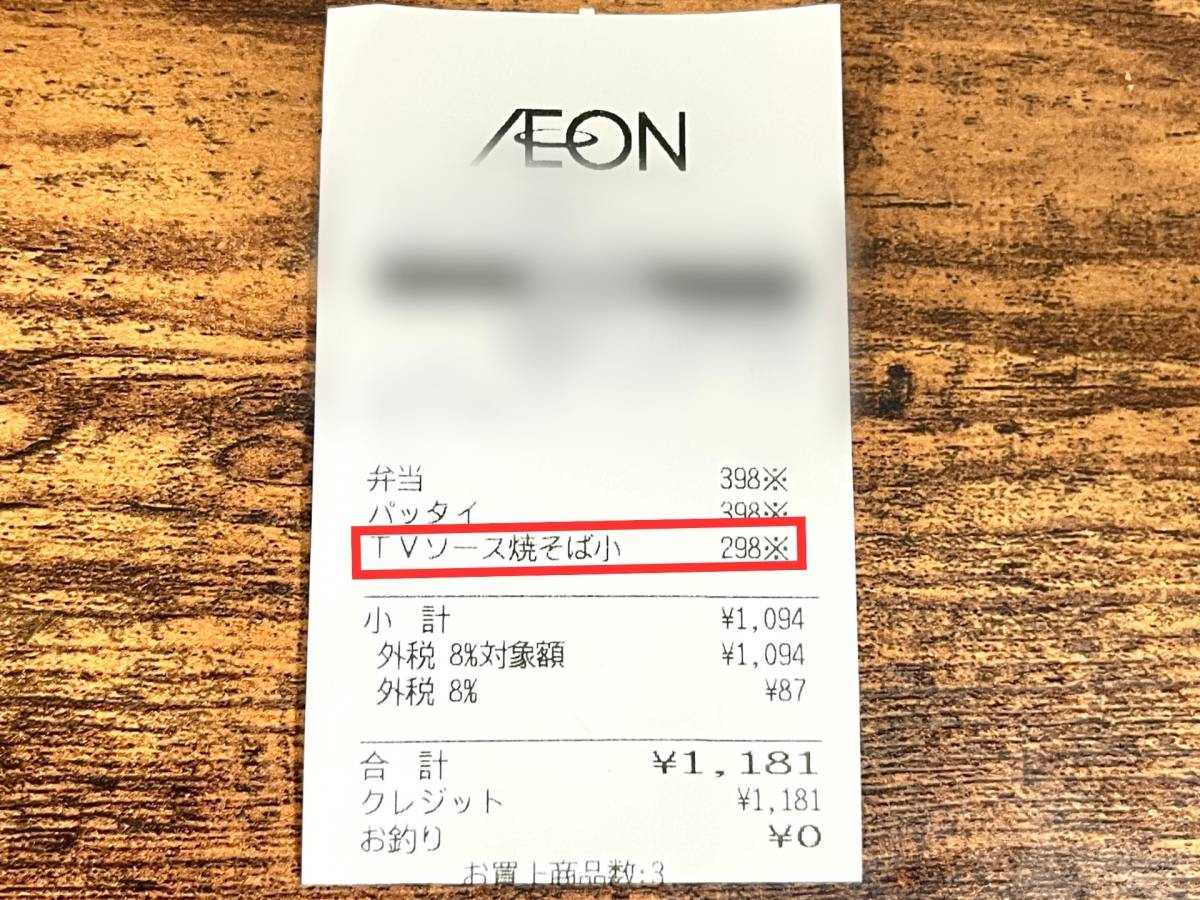 ÆON
弁当 398※
パッタイ 398※
TVソース焼そば小 298※
小 計 ¥1,094
外税 8%対象額 ¥1,094
外税 8% ¥87
合 計 ¥1,181
クレジット ¥1,181
お釣り ¥0
お買上商品数:3